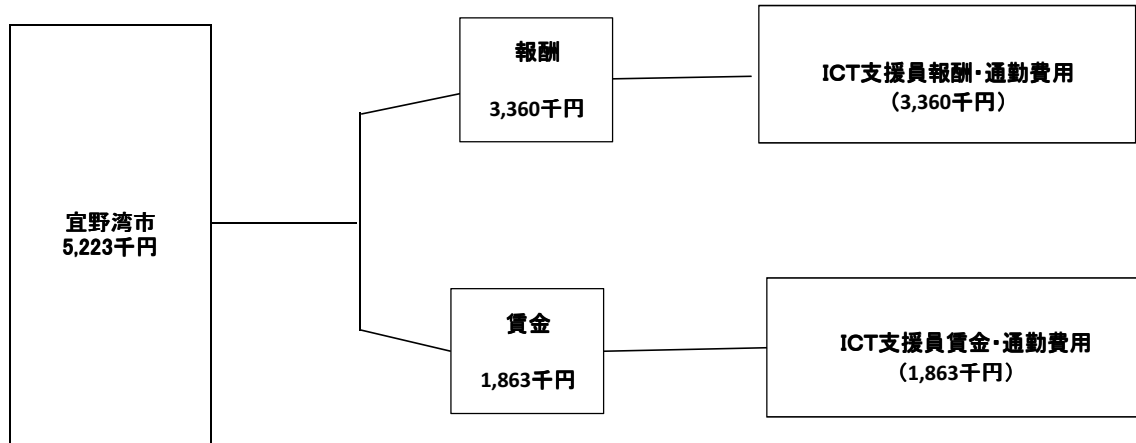 宜野湾市
5,223千円
報酬
3,360千円
ICT支援員報酬・通勤費用
（3,360千円）
賃金
1,863千円
ICT支援員賃金・通勤費用
（1,863千円）